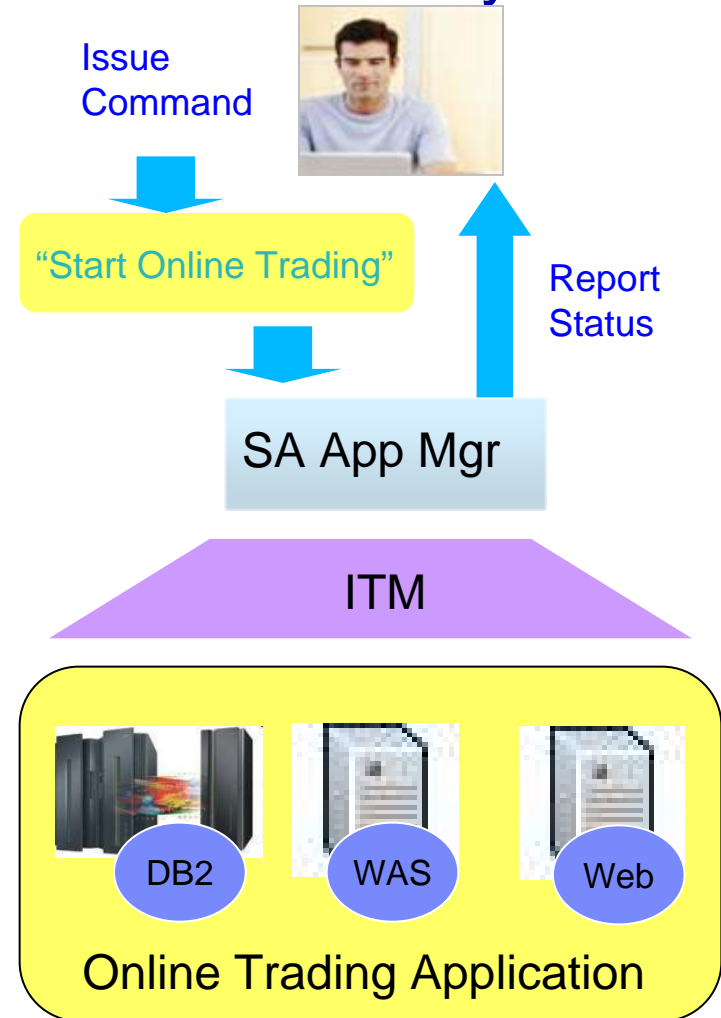 Issue
Command
“Start Online Trading”
Report
Status
SA App Mgr
ITM
DB2
WAS
Web
Online Trading Application